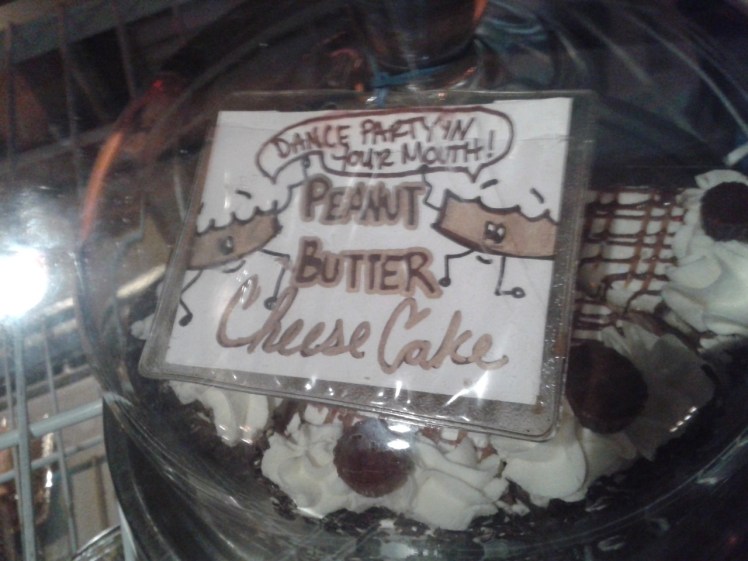 DANCE PARTY IN
YOUR MOUTH!
PEANUT
BUTTER
Cheese Cake